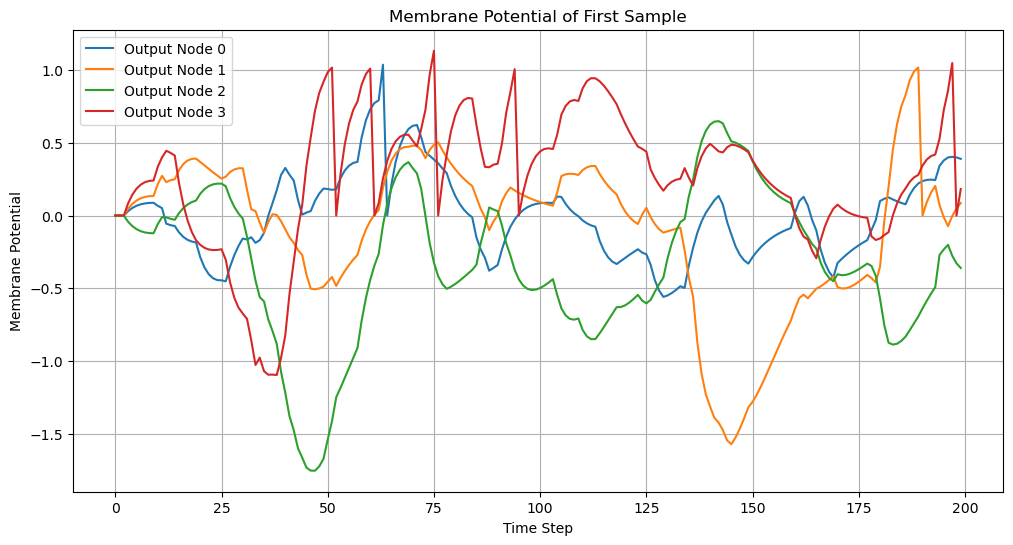 Membrane Potential of First Sample
Output Node 0
Output Node 1
Output Node 2
Output Node 3
Membrane Potential
1.0
0.5
0.0
−0.5
−1.0
−1.5
0 25 50 75 100 125 150 175 200
Time Step